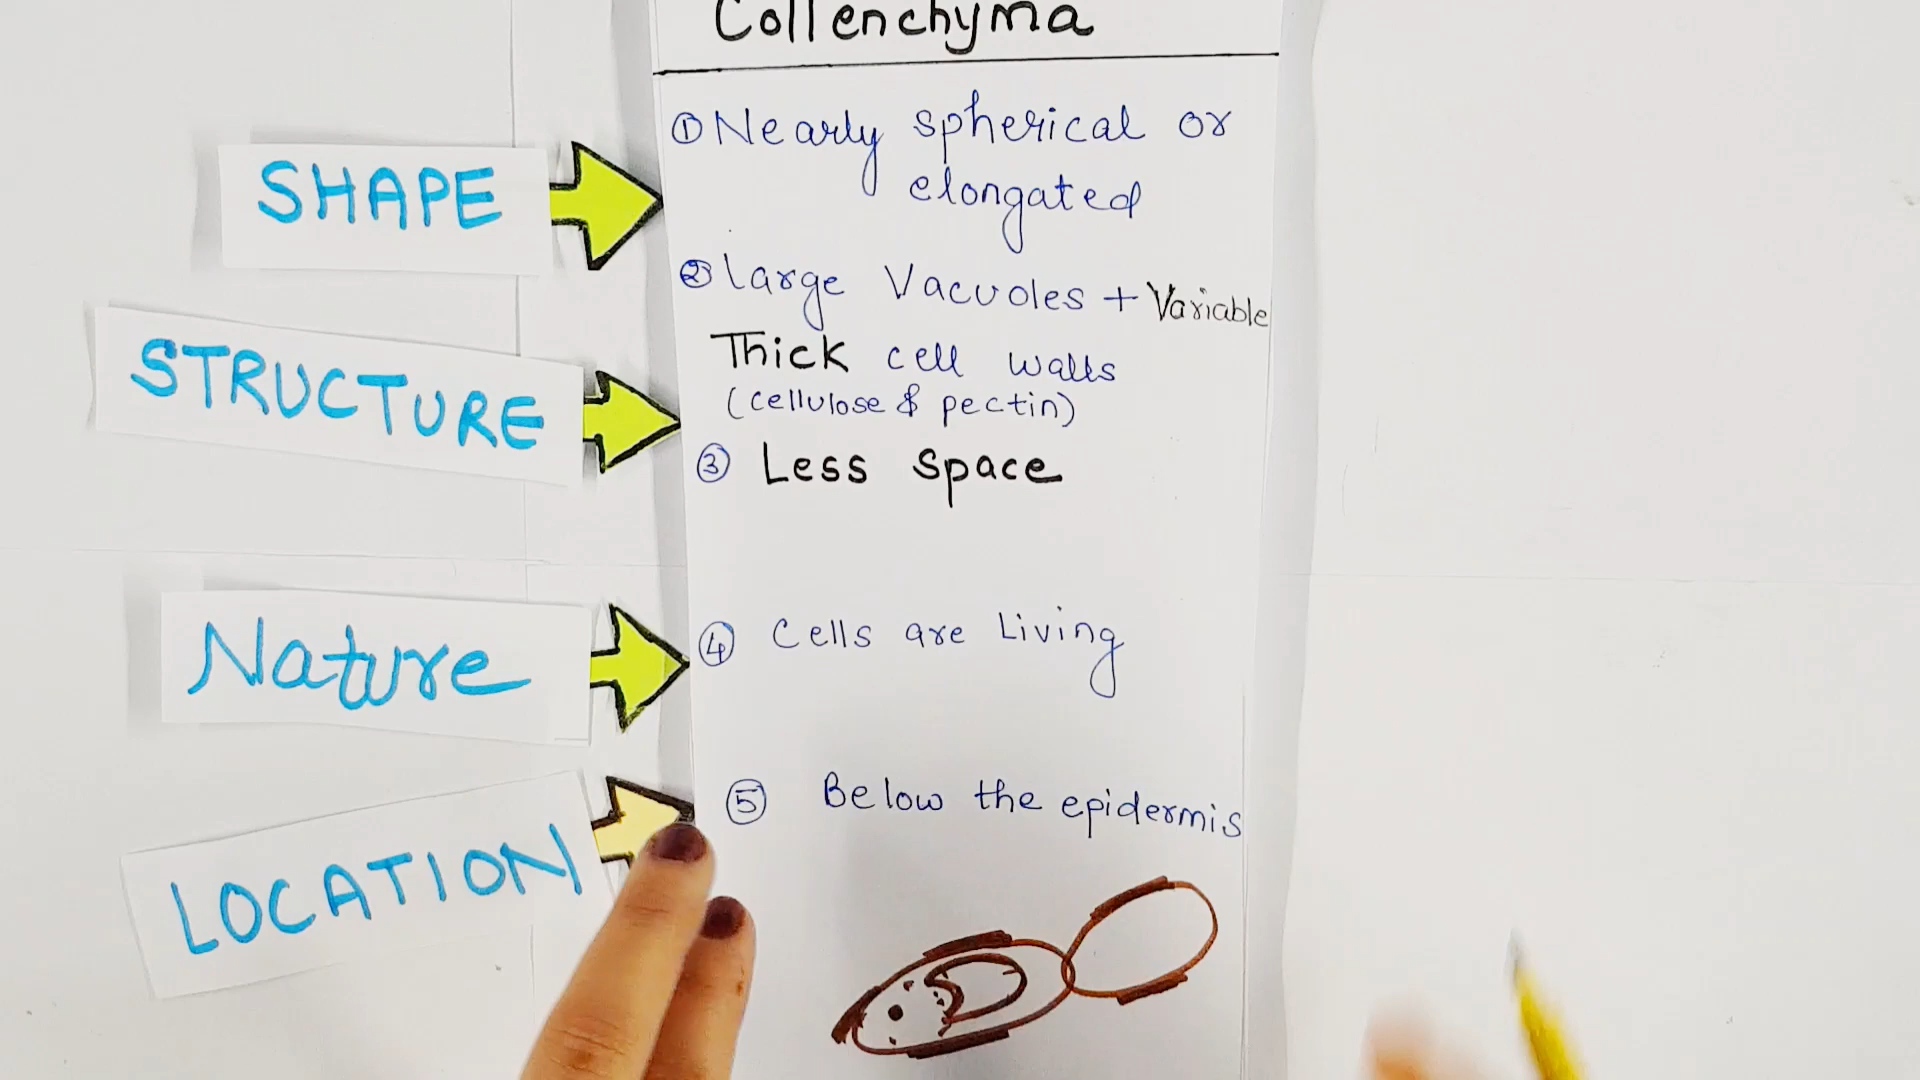 Collenchyma
SHAPE
① Nearly spherical or
elongated
STRUCTURE
② Large Vacuoles + Variable
Thick cell walls
(cellulose & pectin)
③ Less space
Nature
④ Cells are Living
LOCATION
⑤ Below the epidermis